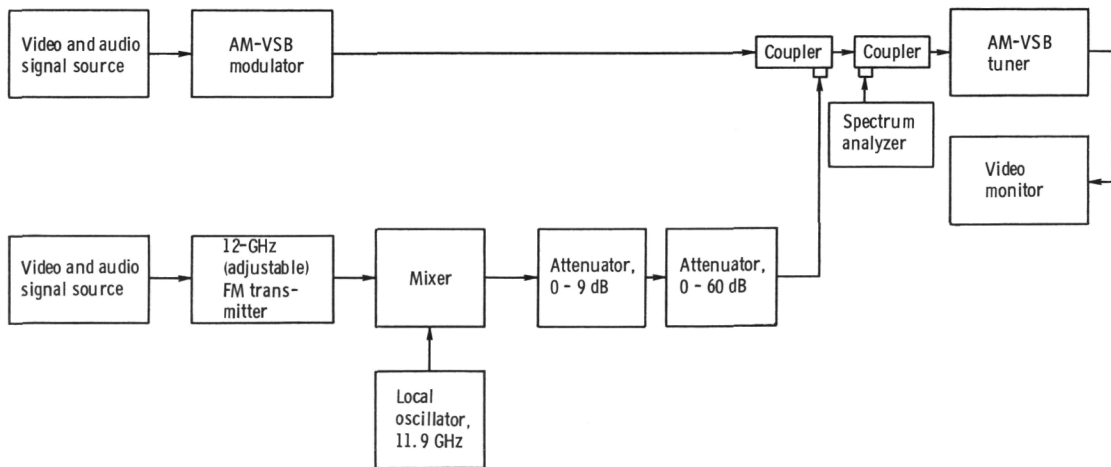 Video and audio
signal source
AM-VSB
modulator
Coupler
Coupler
AM-VSB
tuner
Spectrum
analyzer
Video
monitor
Video and audio
signal source
12-GHz
(adjustable)
FM trans-
mitter
Mixer
Attenuator,
0 - 9 dB
Attenuator,
0 - 60 dB
Local
oscillator,
11.9 GHz